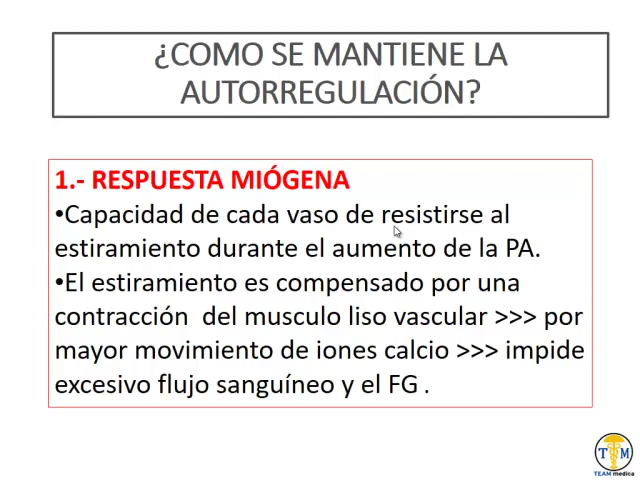 ¿COMO SE MANTIENE LA
AUTORREGULACIÓN?
1.- RESPUESTA MIÓGENA
•Capacidad de cada vaso de resistirse al
estiramiento durante el aumento de la PA.
•El estiramiento es compensado por una
contracción del musculo liso vascular >>> por
mayor movimiento de iones calcio >>> impide
excesivo flujo sanguíneo y el FG .
T M
TEAM medica